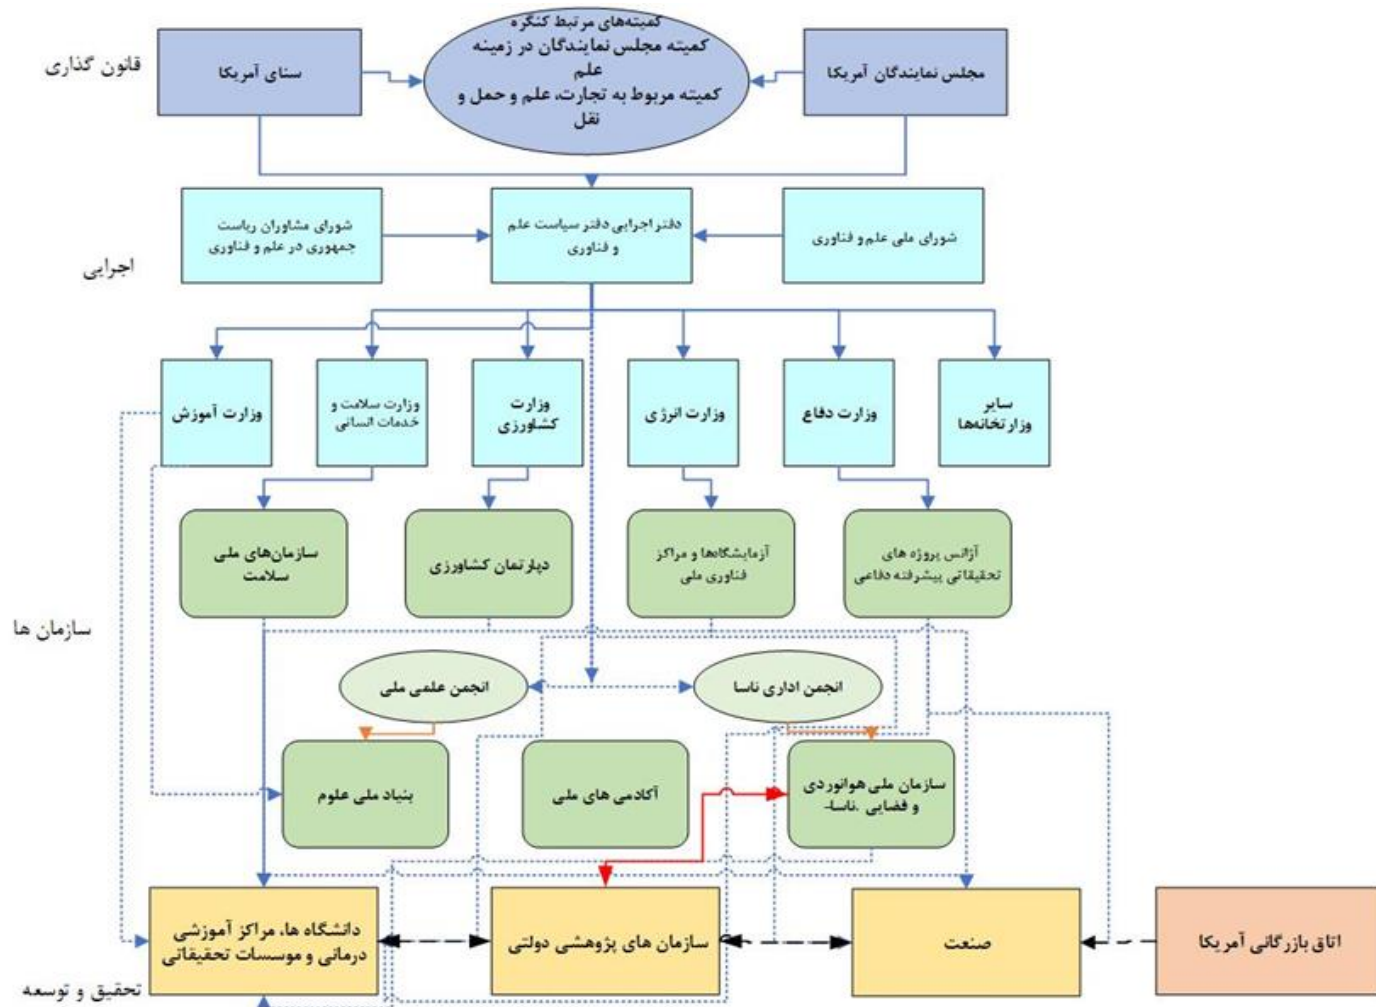 قانون گذاری
مجلس نمایندگان آمریکا
کمیته‌های مرتبط کنگره
کمیته مجلس نمایندگان در زمینه
علم
کمیته مربوط به تجارت، علم و حمل و
نقل
سنای آمریکا
اجرایی
شورای ملی علم و فناوری
دفتر اجرایی دفتر سیاست علم
و فناوری
شورای مشاوران ریاست
جمهوری در علم و فناوری
سایر
وزارتخانه‌ها
وزارت دفاع
وزارت انرژی
وزارت
کشاورزی
وزارت سلامت و
خدمات انسانی
وزارت آموزش
سازمان ها
آژانس پروژه های
تحقیقاتی پیشرفته دفاعی
آزمایشگاه‌ها و مراکز
فناوری ملی
دپارتمان کشاورزی
سازمان‌های ملی
سلامت
انجمن اداری ناسا
انجمن علمی ملی
سازمان ملی هوانوردی
و فضایی .ناسا-
آکادمی های ملی
بنیاد ملی علوم
تحقیق و توسعه
اتاق بازرگانی آمریکا
صنعت
سازمان های پژوهشی دولتی
دانشگاه ها، مراکز آموزشی
درمانی و موسسات تحقیقاتی